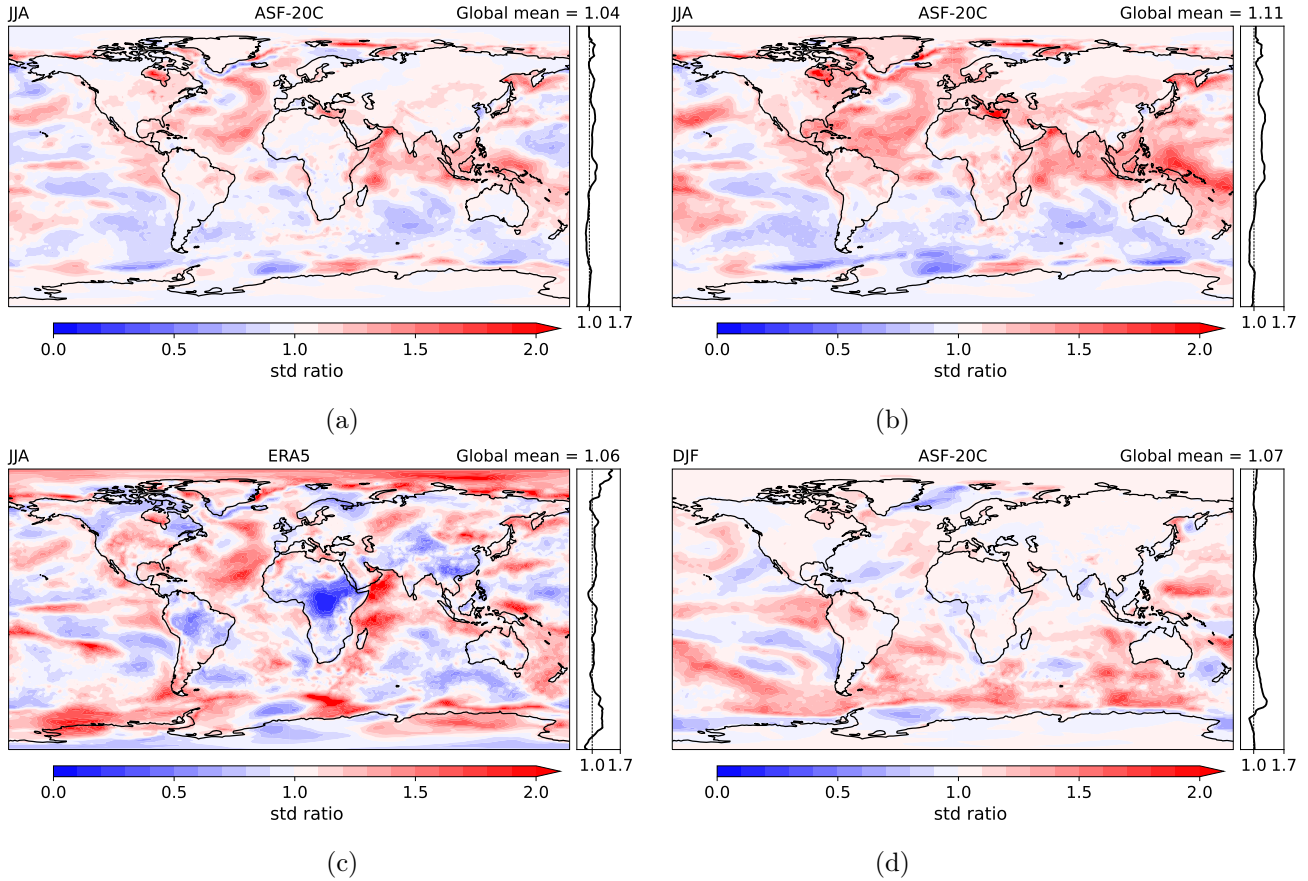 JJA ASF-20C Global mean = 1.04
1.0 1.7
0.0 0.5 1.0 1.5 2.0
std ratio
(a)
JJA ASF-20C Global mean = 1.11
1.0 1.7
0.0 0.5 1.0 1.5 2.0
std ratio
(b)
JJA ERA5 Global mean = 1.06
1.0 1.7
0.0 0.5 1.0 1.5 2.0
std ratio
(c)
DJF ASF-20C Global mean = 1.07
1.0 1.7
0.0 0.5 1.0 1.5 2.0
std ratio
(d)